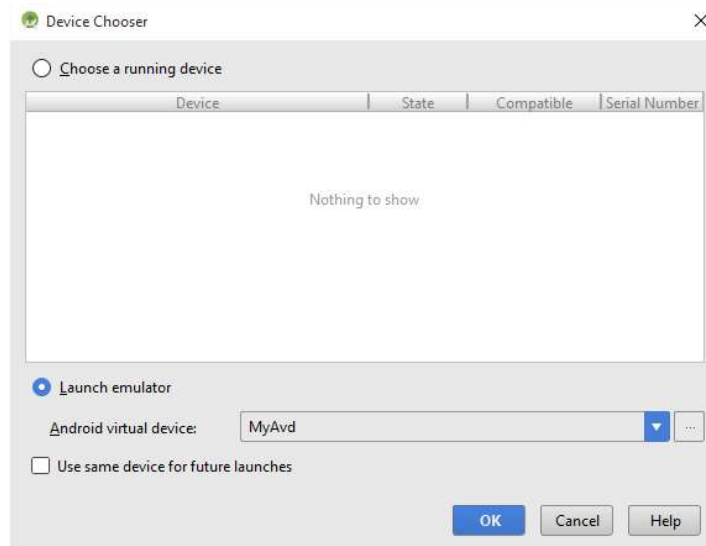 Device Chooser
Choose a running device
Device State Compatible Serial Number
Nothing to show
Launch emulator
Android virtual device: MyAvd ...
Use same device for future launches
OK Cancel Help